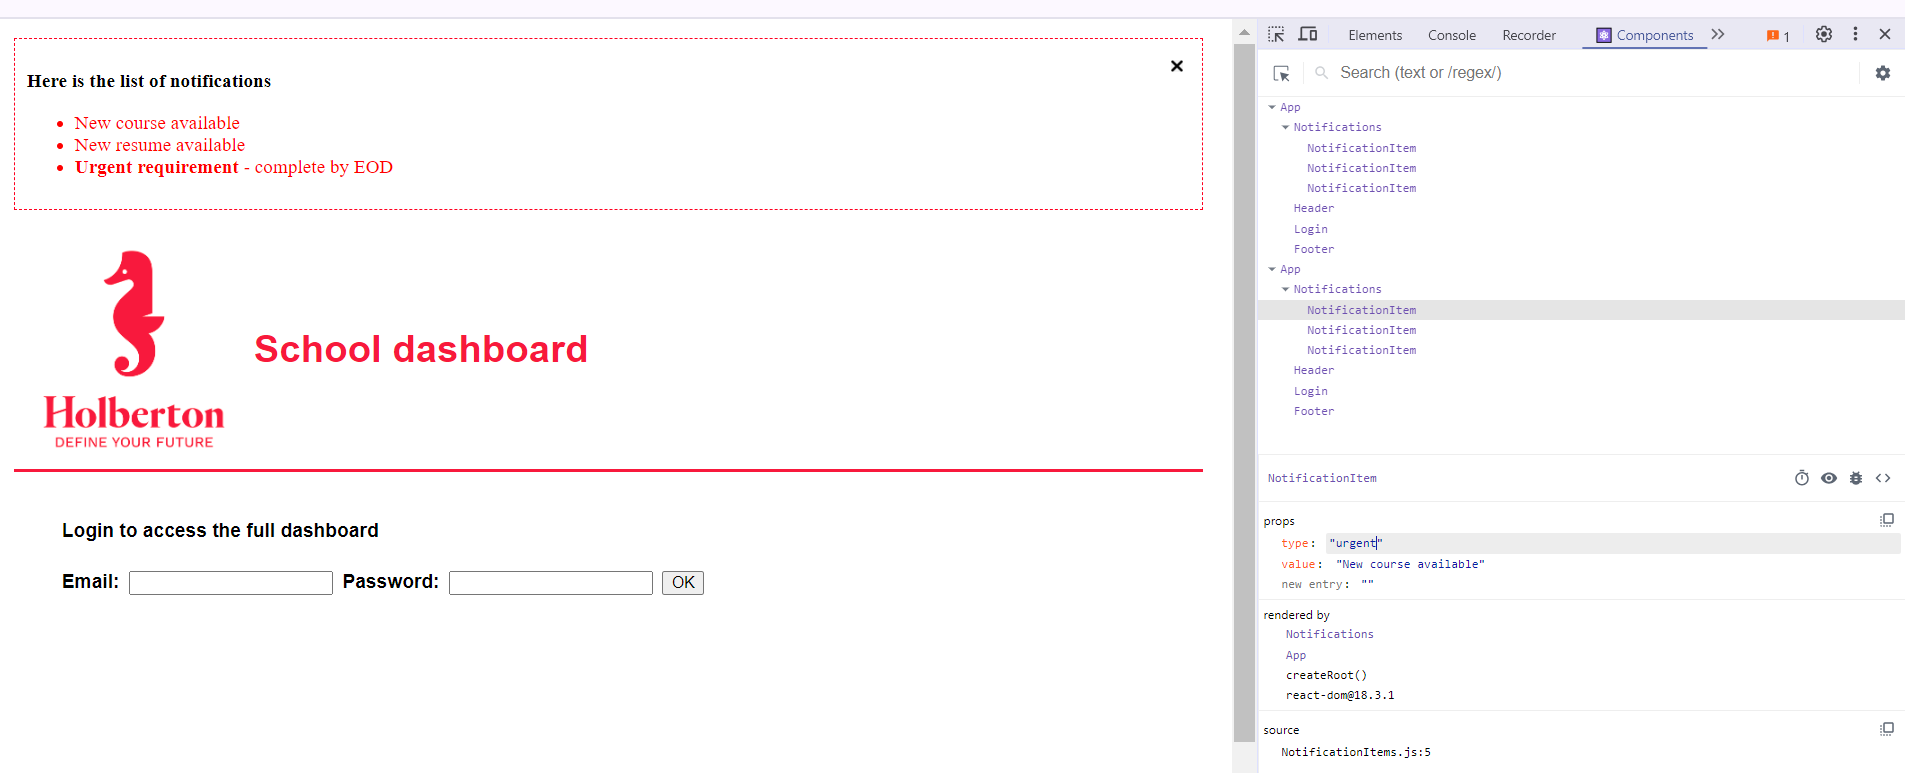 Here is the list of notifications
New course available
New resume available
Urgent requirement - complete by EOD
Holberton
DEFINE YOUR FUTURE
School dashboard
Login to access the full dashboard
Email: Password: OK
Elements Console Recorder Components 1
Search (text or /regex/)
App
Notifications
NotificationItem
NotificationItem
NotificationItem
Header
Login
Footer
App
Notifications
NotificationItem
NotificationItem
NotificationItem
Header
Login
Footer
NotificationItem
props
type: "urgent"
value: "New course available"
new entry: ""
rendered by
Notifications
App
createRoot()
react-dom@18.3.1
source
NotificationItems.js:5